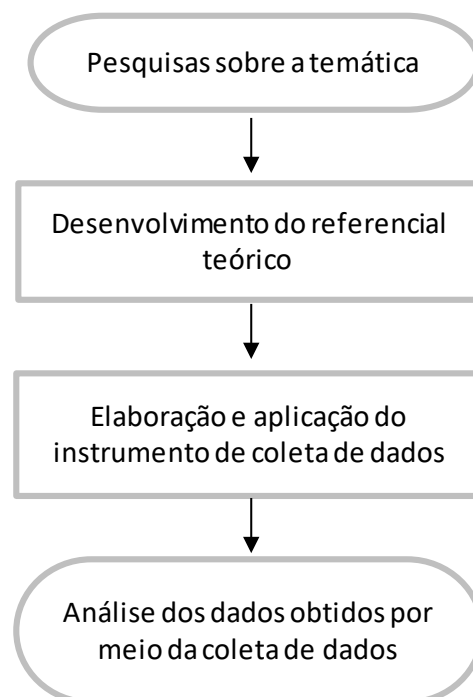 Pesquisas sobre a temática
Desenvolvimento do referencial
teórico
Elaboração e aplicação do
instrumento de coleta de dados
Análise dos dados obtidos por
meio da coleta de dados